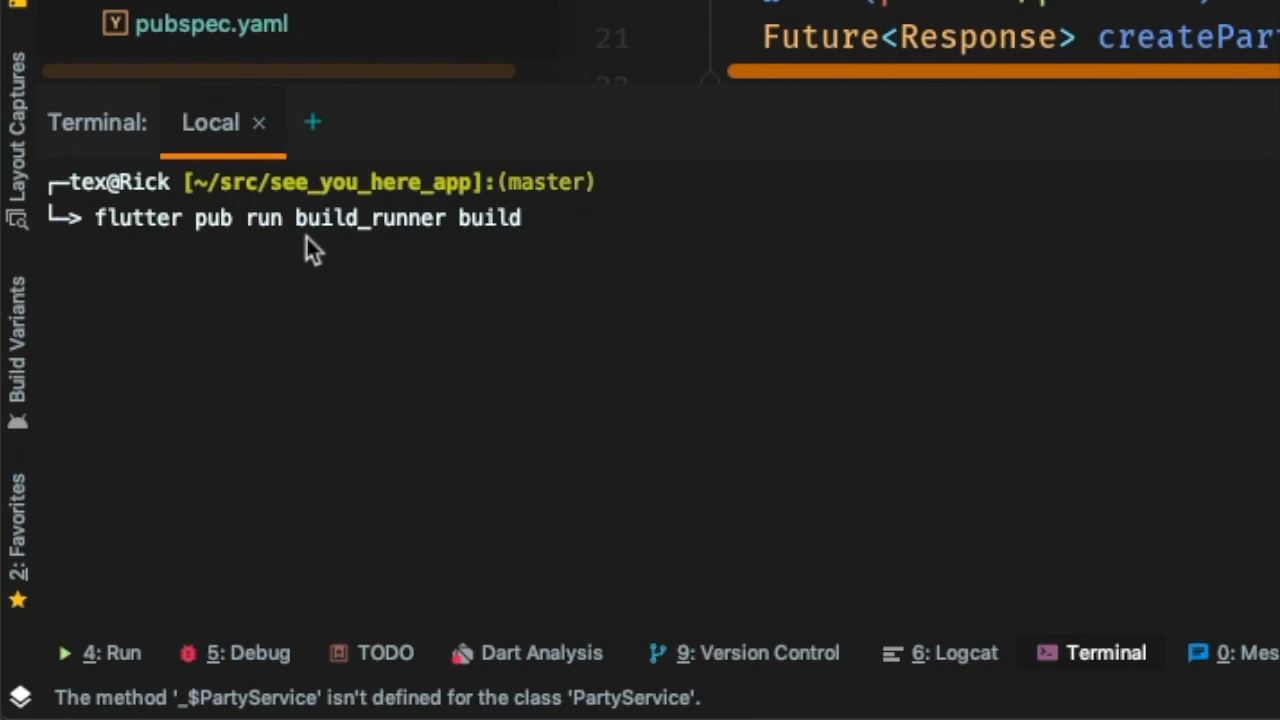 pubspec.yaml
21
Future<Response> createPar
Layout Captures
Build Variants
2: Favorites
Terminal:
Local
tex@Rick [~/src/see_you_here_app]:(master)
└─> flutter pub run build_runner build
4: Run
5: Debug
TODO
Dart Analysis
9: Version Control
6: Logcat
Terminal
0: Mes
The method '_$PartyService' isn't defined for the class 'PartyService'.